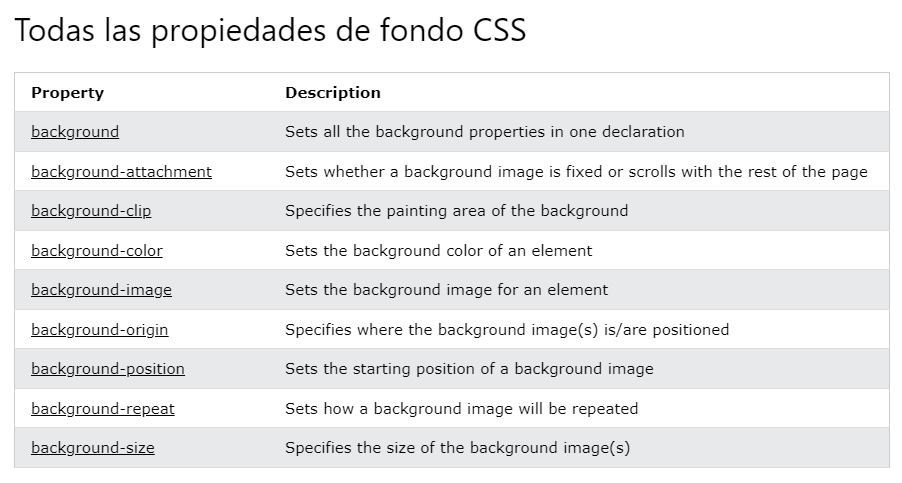 Todas las propiedades de fondo CSS
Property Description
background Sets all the background properties in one declaration
background-attachment Sets whether a background image is fixed or scrolls with the rest of the page
background-clip Specifies the painting area of the background
background-color Sets the background color of an element
background-image Sets the background image for an element
background-origin Specifies where the background image(s) is/are positioned
background-position Sets the starting position of a background image
background-repeat Sets how a background image will be repeated
background-size Specifies the size of the background image(s)